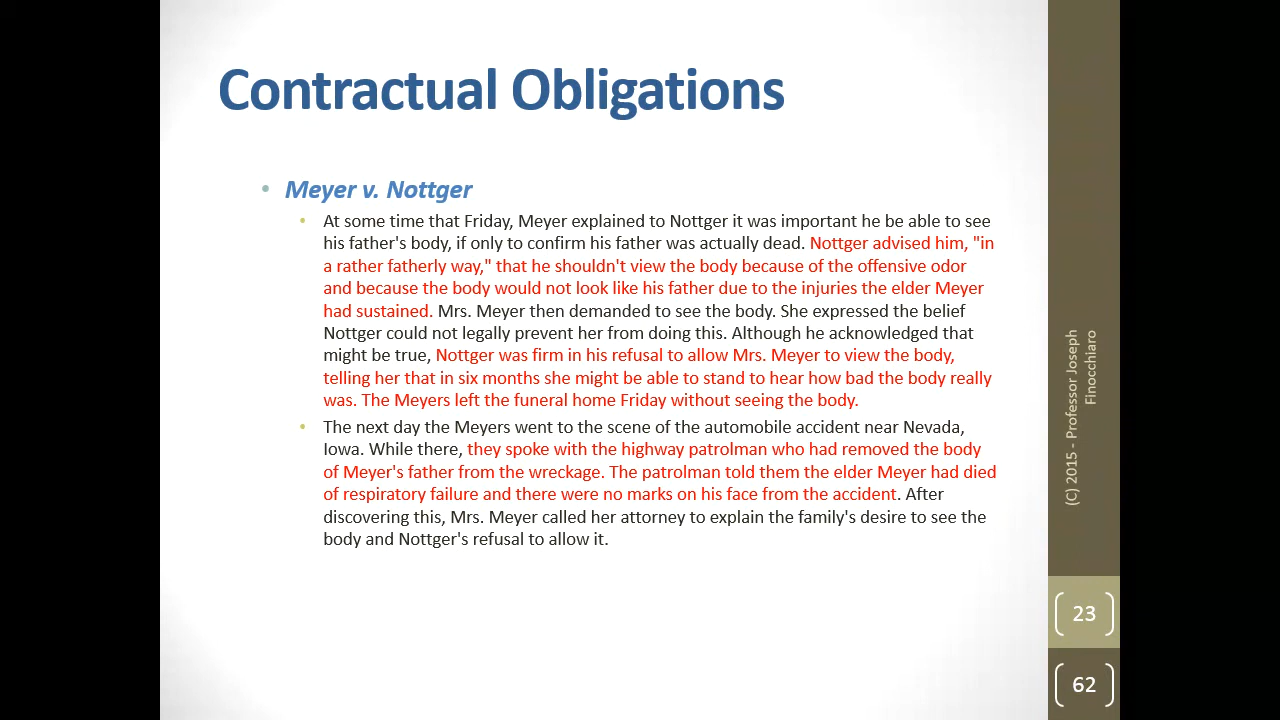 Contractual Obligations
• Meyer v. Nottger
• At some time that Friday, Meyer explained to Nottger it was important he be able to see
his father's body, if only to confirm his father was actually dead. Nottger advised him, "in
a rather fatherly way," that he shouldn't view the body because of the offensive odor
and because the body would not look like his father due to the injuries the elder Meyer
had sustained. Mrs. Meyer then demanded to see the body. She expressed the belief
Nottger could not legally prevent her from doing this. Although he acknowledged that
might be true, Nottger was firm in his refusal to allow Mrs. Meyer to view the body,
telling her that in six months she might be able to stand to hear how bad the body really
was. The Meyers left the funeral home Friday without seeing the body.
• The next day the Meyers went to the scene of the automobile accident near Nevada,
Iowa. While there, they spoke with the highway patrolman who had removed the body
of Meyer's father from the wreckage. The patrolman told them the elder Meyer had died
of respiratory failure and there were no marks on his face from the accident. After
discovering this, Mrs. Meyer called her attorney to explain the family's desire to see the
body and Nottger's refusal to allow it.
(C) 2015 - Professor Joseph
Finocchiaro
23
62